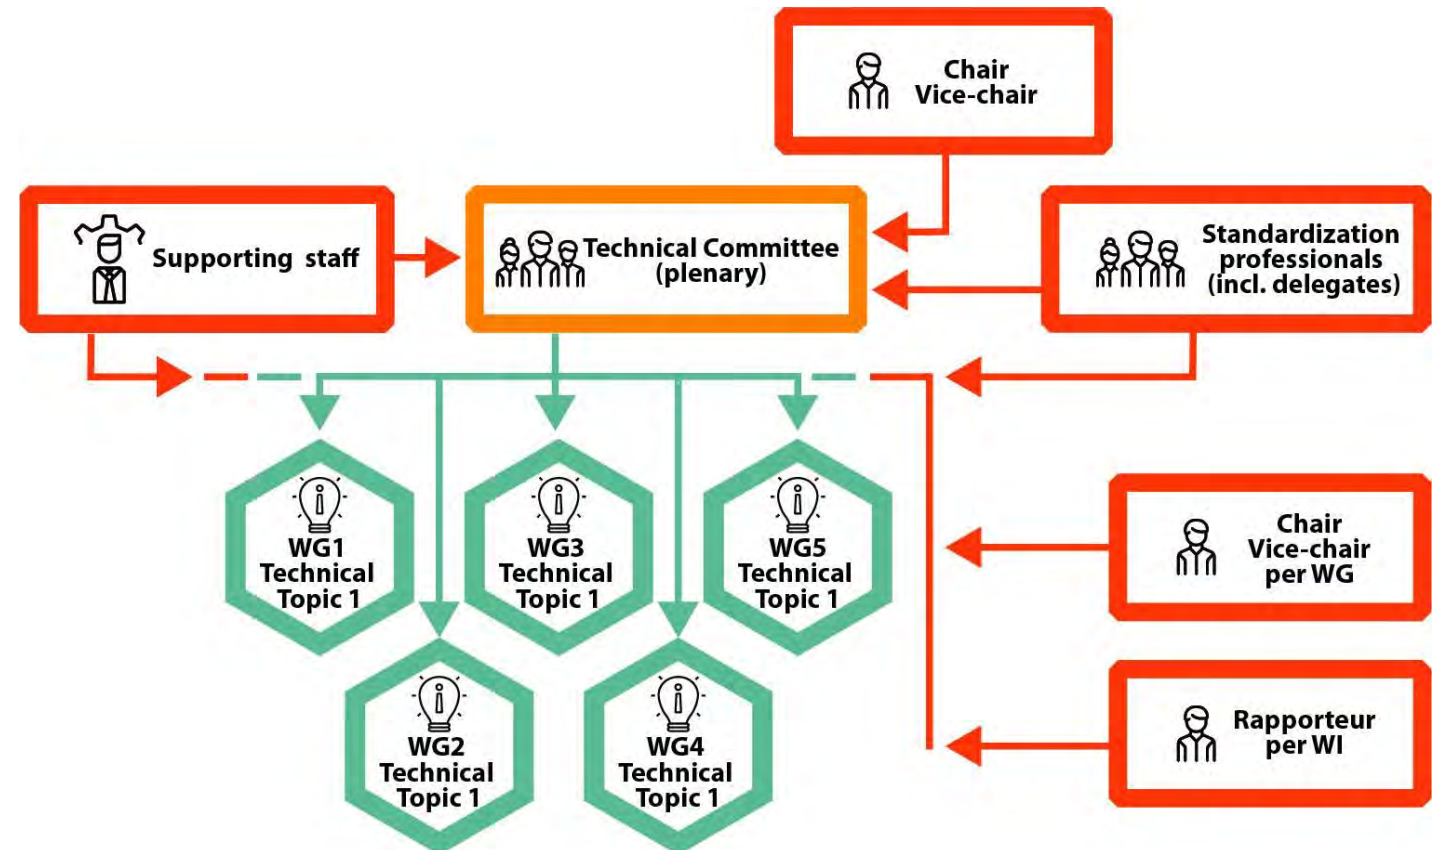 Chair
Vice-chair
Supporting staff
Technical Committee
(plenary)
Standardization
professionals
(incl. delegates)
WG1
Technical
Topic 1
WG3
Technical
Topic 1
WG5
Technical
Topic 1
Chair
Vice-chair
per WG
WG2
Technical
Topic 1
WG4
Technical
Topic 1
Rapporteur
per WI